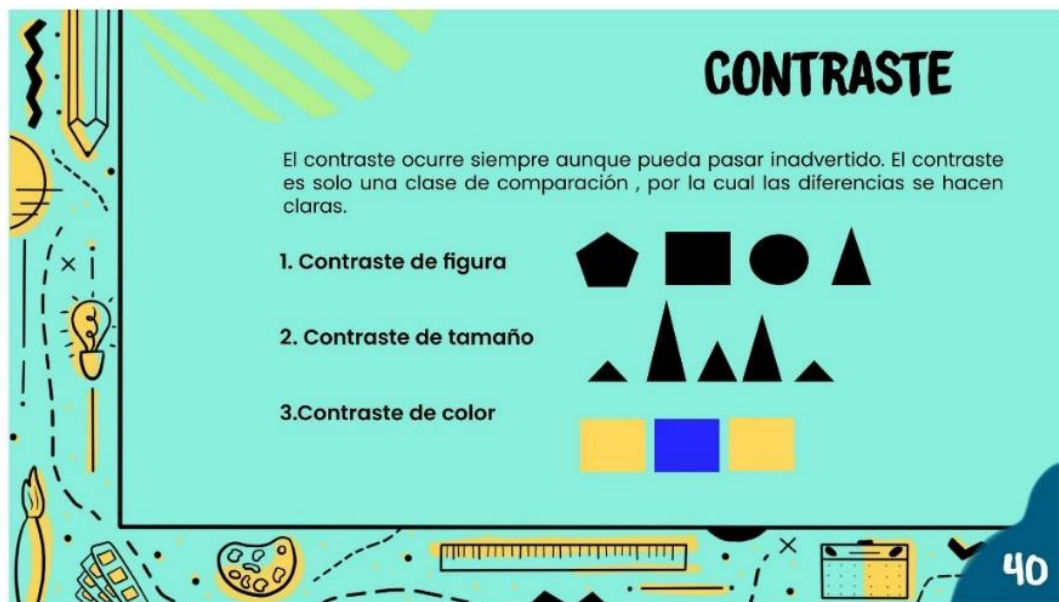 CONTRASTE
El contraste ocurre siempre aunque pueda pasar inadvertido. El contraste
es solo una clase de comparación , por la cual las diferencias se hacen
claras.
1. Contraste de figura
2. Contraste de tamaño
3.Contraste de color
40